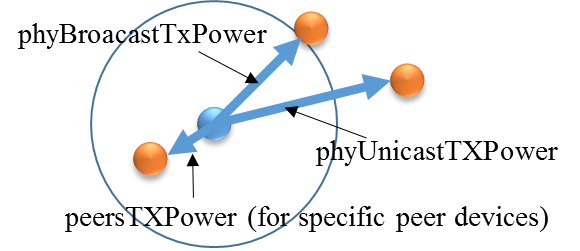 phyBroacastTxPower
phyUnicastTXPower
peersTXPower (for specific peer devices)